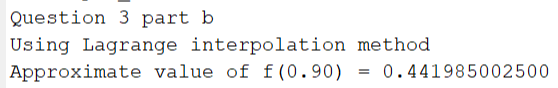 Question 3 part b
Using Lagrange interpolation method
Approximate value of f(0.90) = 0.441985002500